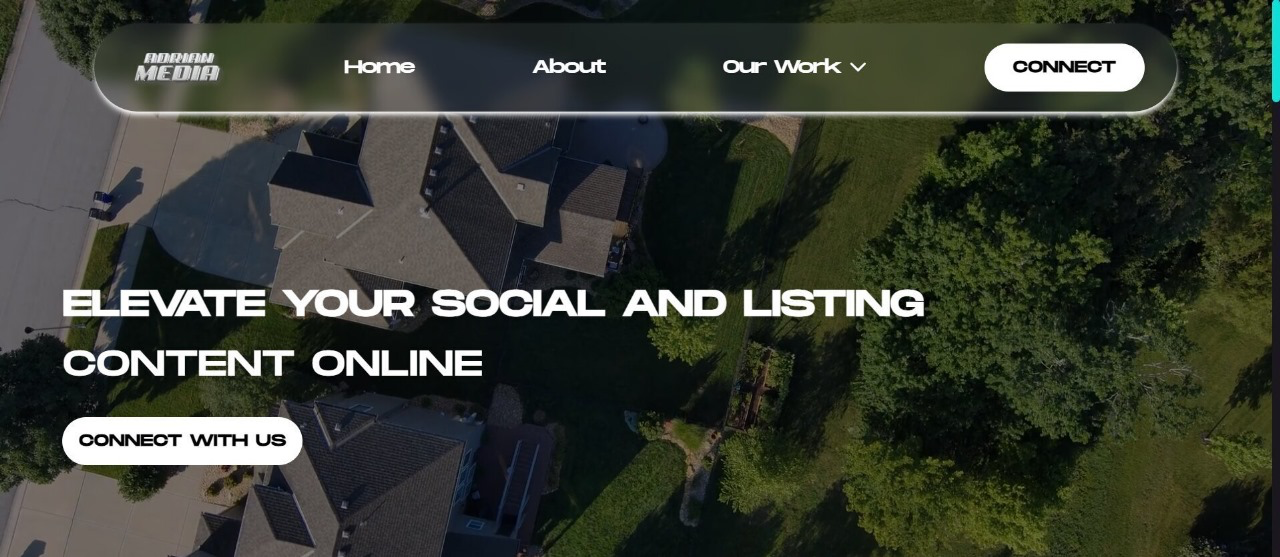 ADRIAN
MEDIA
Home
About
Our Work
CONNECT
ELEVATE YOUR SOCIAL AND LISTING
CONTENT ONLINE
CONNECT WITH US